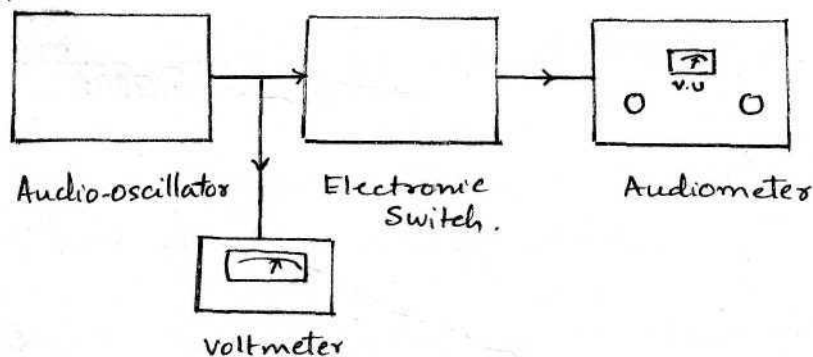 V.U
Audio-oscillator
Electronic
Switch.
Audiometer
Voltmeter